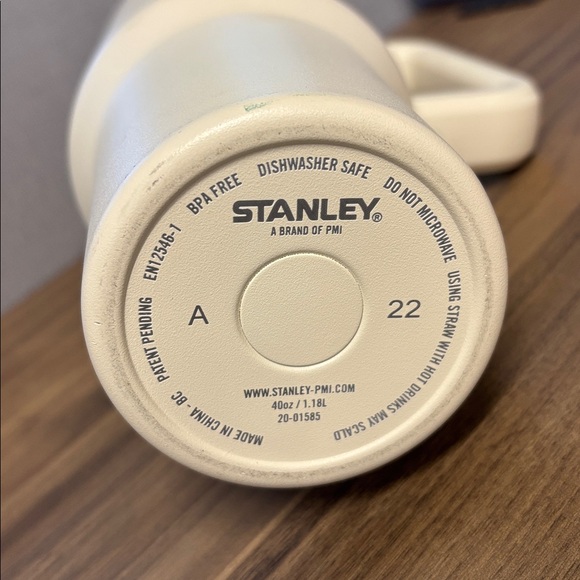 MADE IN CHINA - BC PATENT PENDING EN12546-1 BPA FREE DISHWASHER SAFE DO NOT MICROWAVE USING STRAW WITH HOT DRINKS MAY SCALD
STANLEY®
A BRAND OF PMI
A 22
WWW.STANLEY-PMI.COM
40oz / 1.18L
20-01585